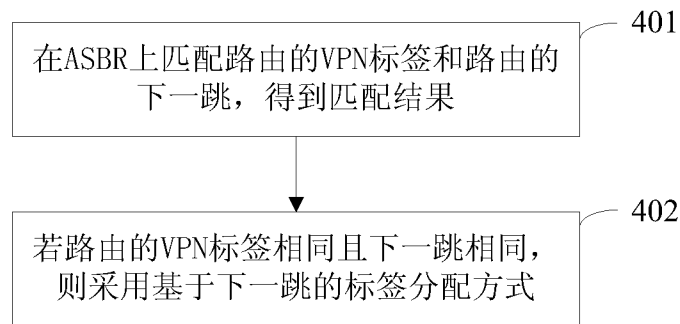 401
在ASBR上匹配路由的VPN标签和路由的
下一跳，得到匹配结果
402
若路由的VPN标签相同且下一跳相同，
则采用基于下一跳的标签分配方式